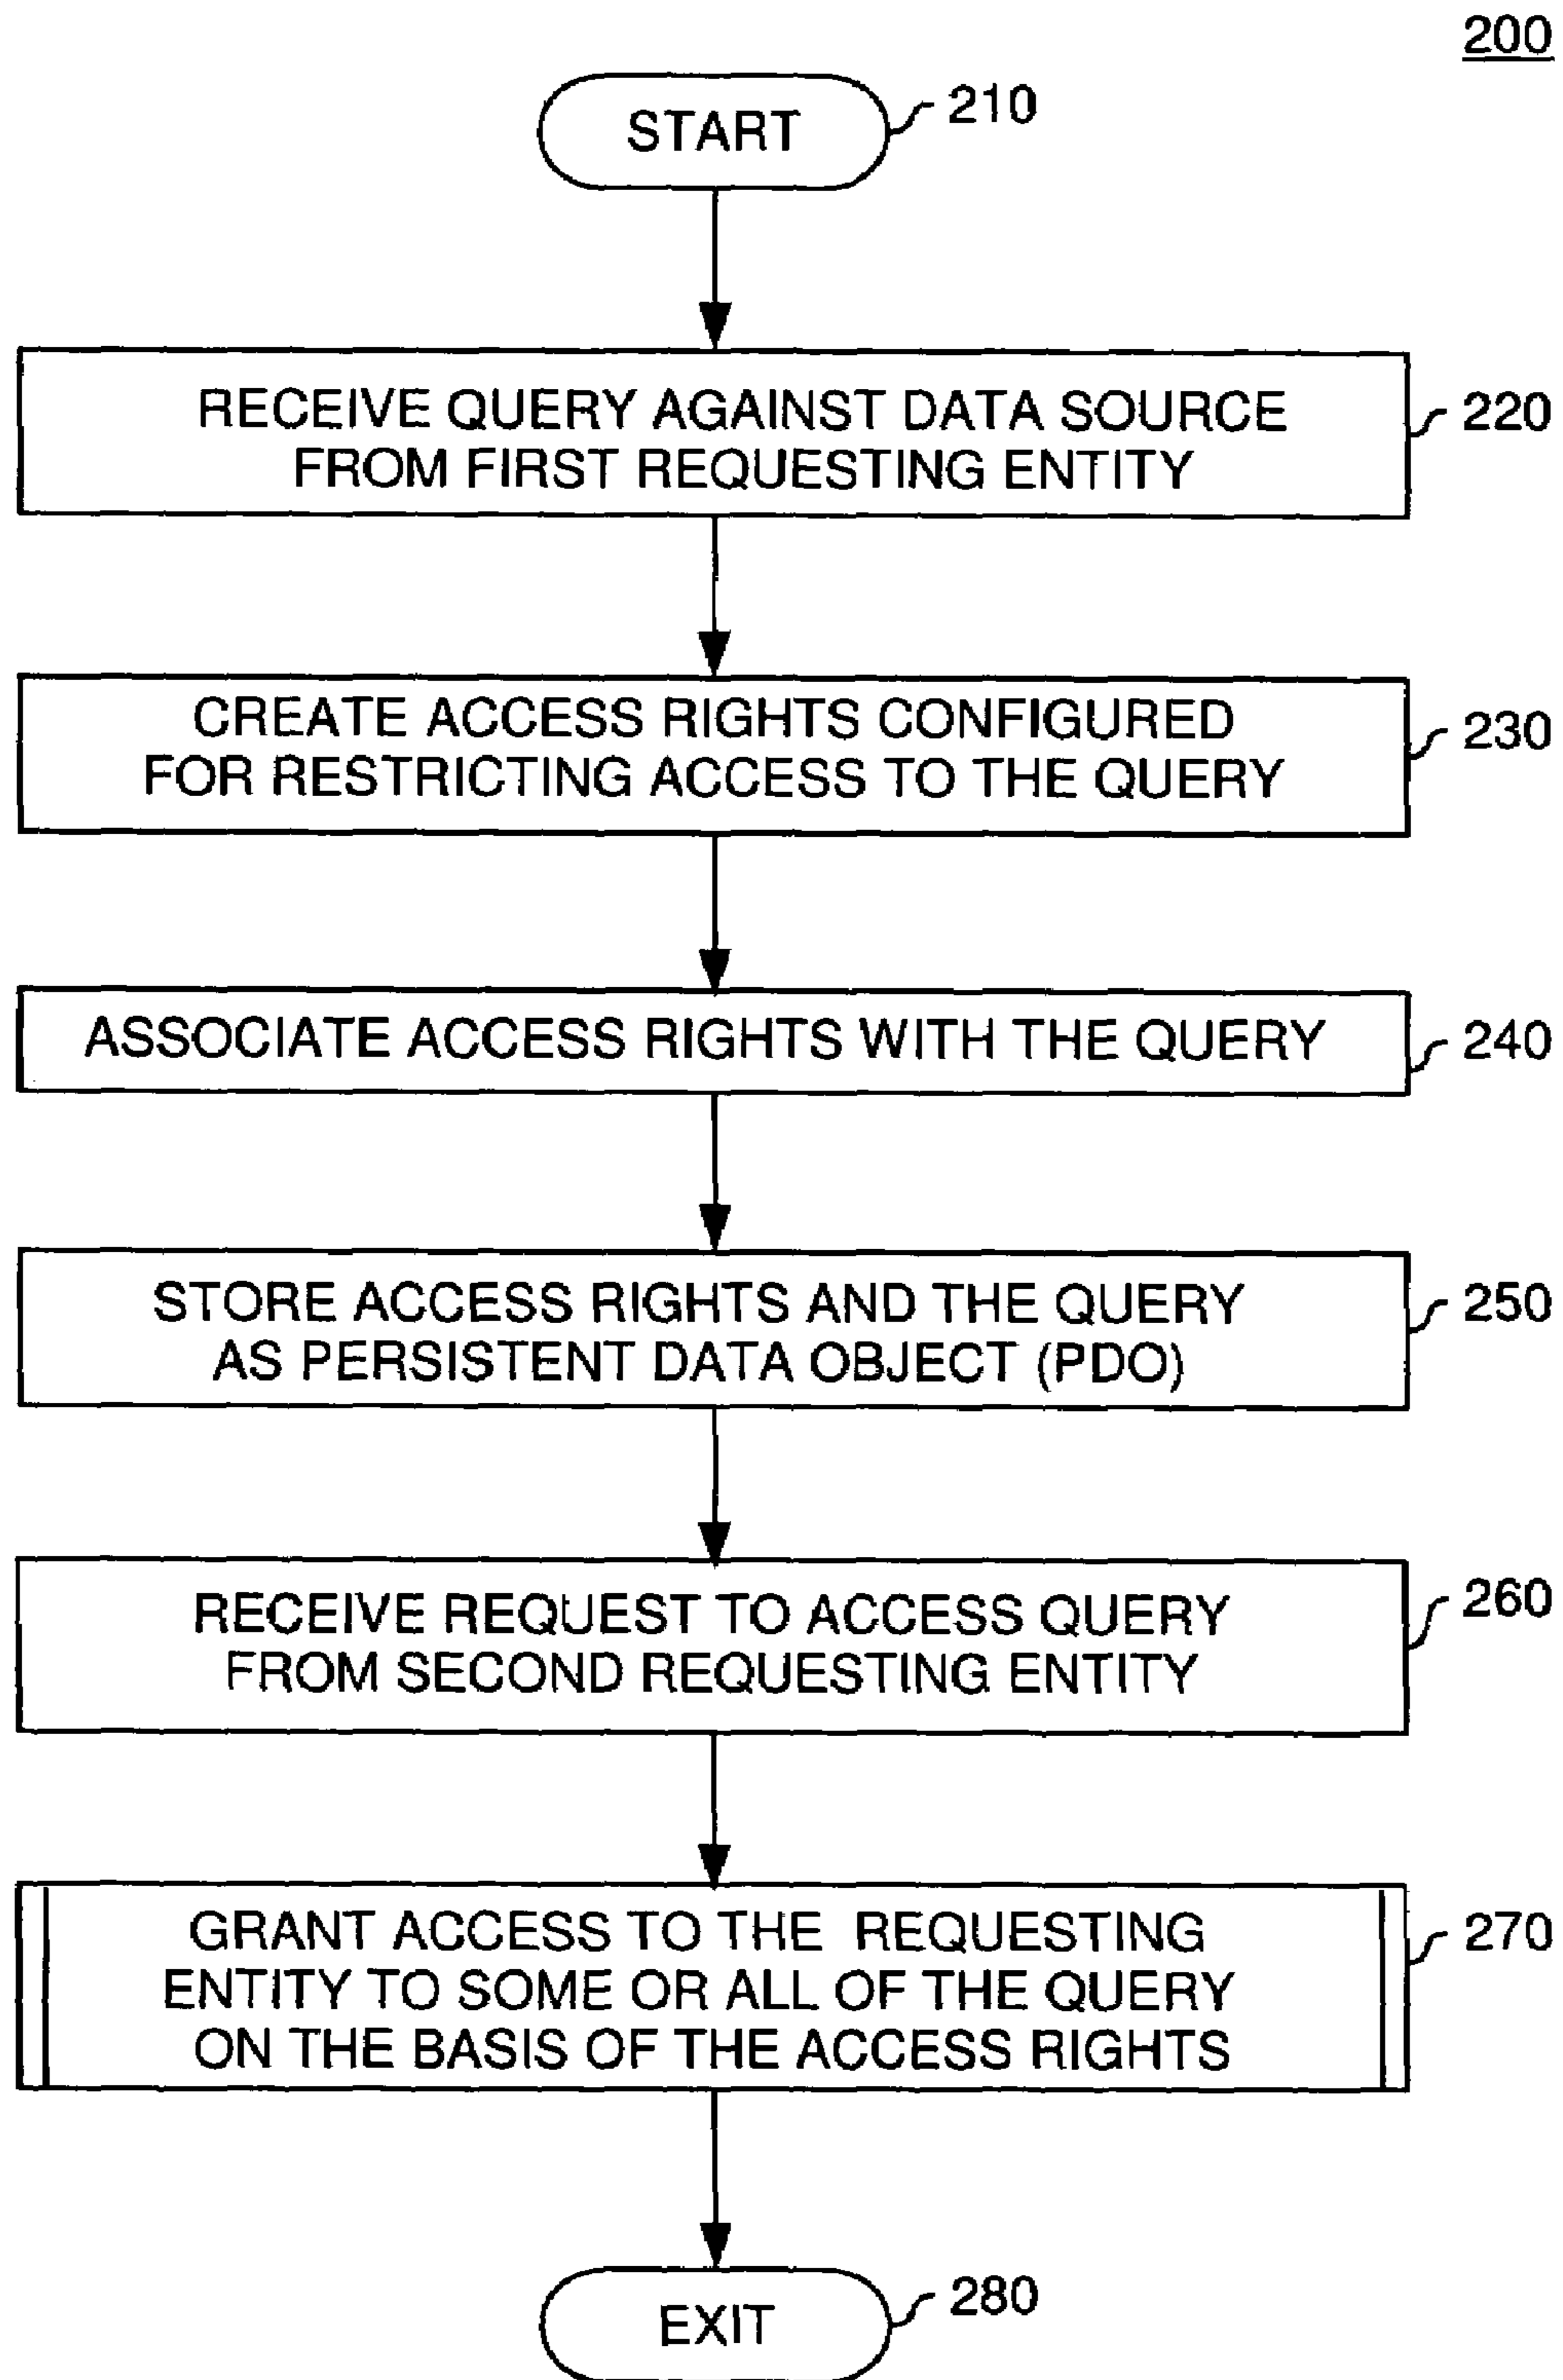 200
START
210
RECEIVE QUERY AGAINST DATA SOURCE
FROM FIRST REQUESTING ENTITY
220
CREATE ACCESS RIGHTS CONFIGURED
FOR RESTRICTING ACCESS TO THE QUERY
230
ASSOCIATE ACCESS RIGHTS WITH THE QUERY
240
STORE ACCESS RIGHTS AND THE QUERY
AS PERSISTENT DATA OBJECT (PDO)
250
RECEIVE REQUEST TO ACCESS QUERY
FROM SECOND REQUESTING ENTITY
260
GRANT ACCESS TO THE REQUESTING
ENTITY TO SOME OR ALL OF THE QUERY
ON THE BASIS OF THE ACCESS RIGHTS
270
EXIT
280